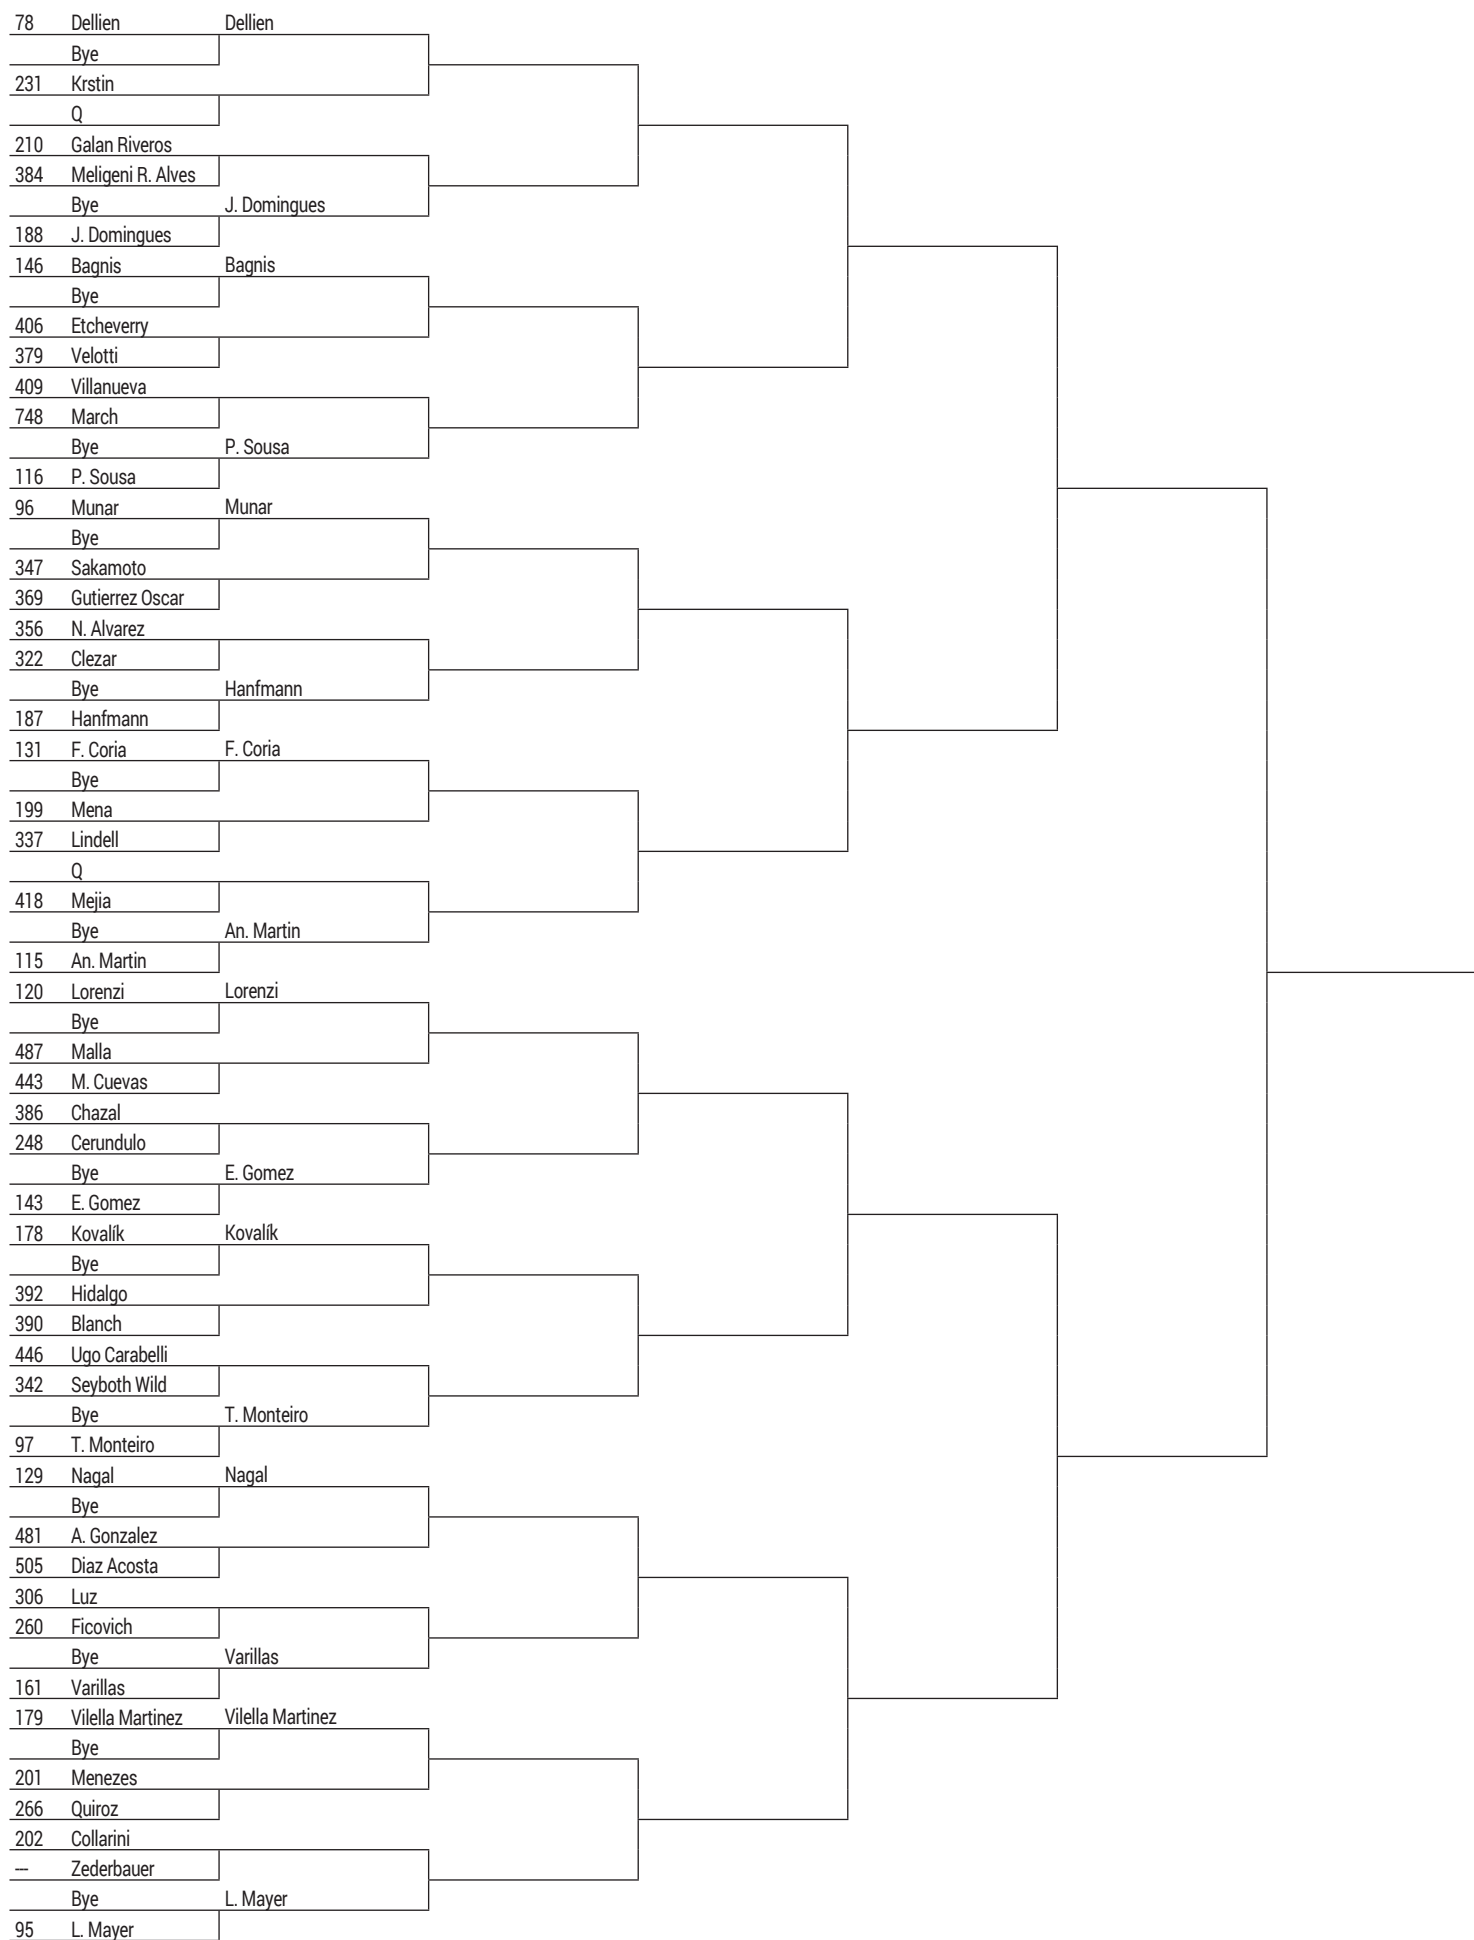 78 Dellien Dellien
Bye
231 Krstin
Q
210 Galan Riveros
384 Meligeni R. Alves
Bye J. Domingues
188 J. Domingues
146 Bagnis Bagnis
Bye
406 Etcheverry
379 Velotti
409 Villanueva
748 March
Bye P. Sousa
116 P. Sousa
96 Munar Munar
Bye
347 Sakamoto
369 Gutierrez Oscar
356 N. Alvarez
322 Clezar
Bye Hanfmann
187 Hanfmann
131 F. Coria F. Coria
Bye
199 Mena
337 Lindell
Q
418 Mejia
Bye An. Martin
115 An. Martin
120 Lorenzi Lorenzi
Bye
487 Malla
443 M. Cuevas
386 Chazal
248 Cerundulo
Bye E. Gomez
143 E. Gomez
178 Kovalík Kovalík
Bye
392 Hidalgo
390 Blanch
446 Ugo Carabelli
342 Seyboth Wild
Bye T. Monteiro
97 T. Monteiro
129 Nagal Nagal
Bye
481 A. Gonzalez
505 Diaz Acosta
306 Luz
260 Ficovich
Bye Varillas
161 Varillas
179 Vilella Martinez Vilella Martinez
Bye
201 Menezes
266 Quiroz
202 Collarini
--- Zederbauer
Bye L. Mayer
95 L. Mayer